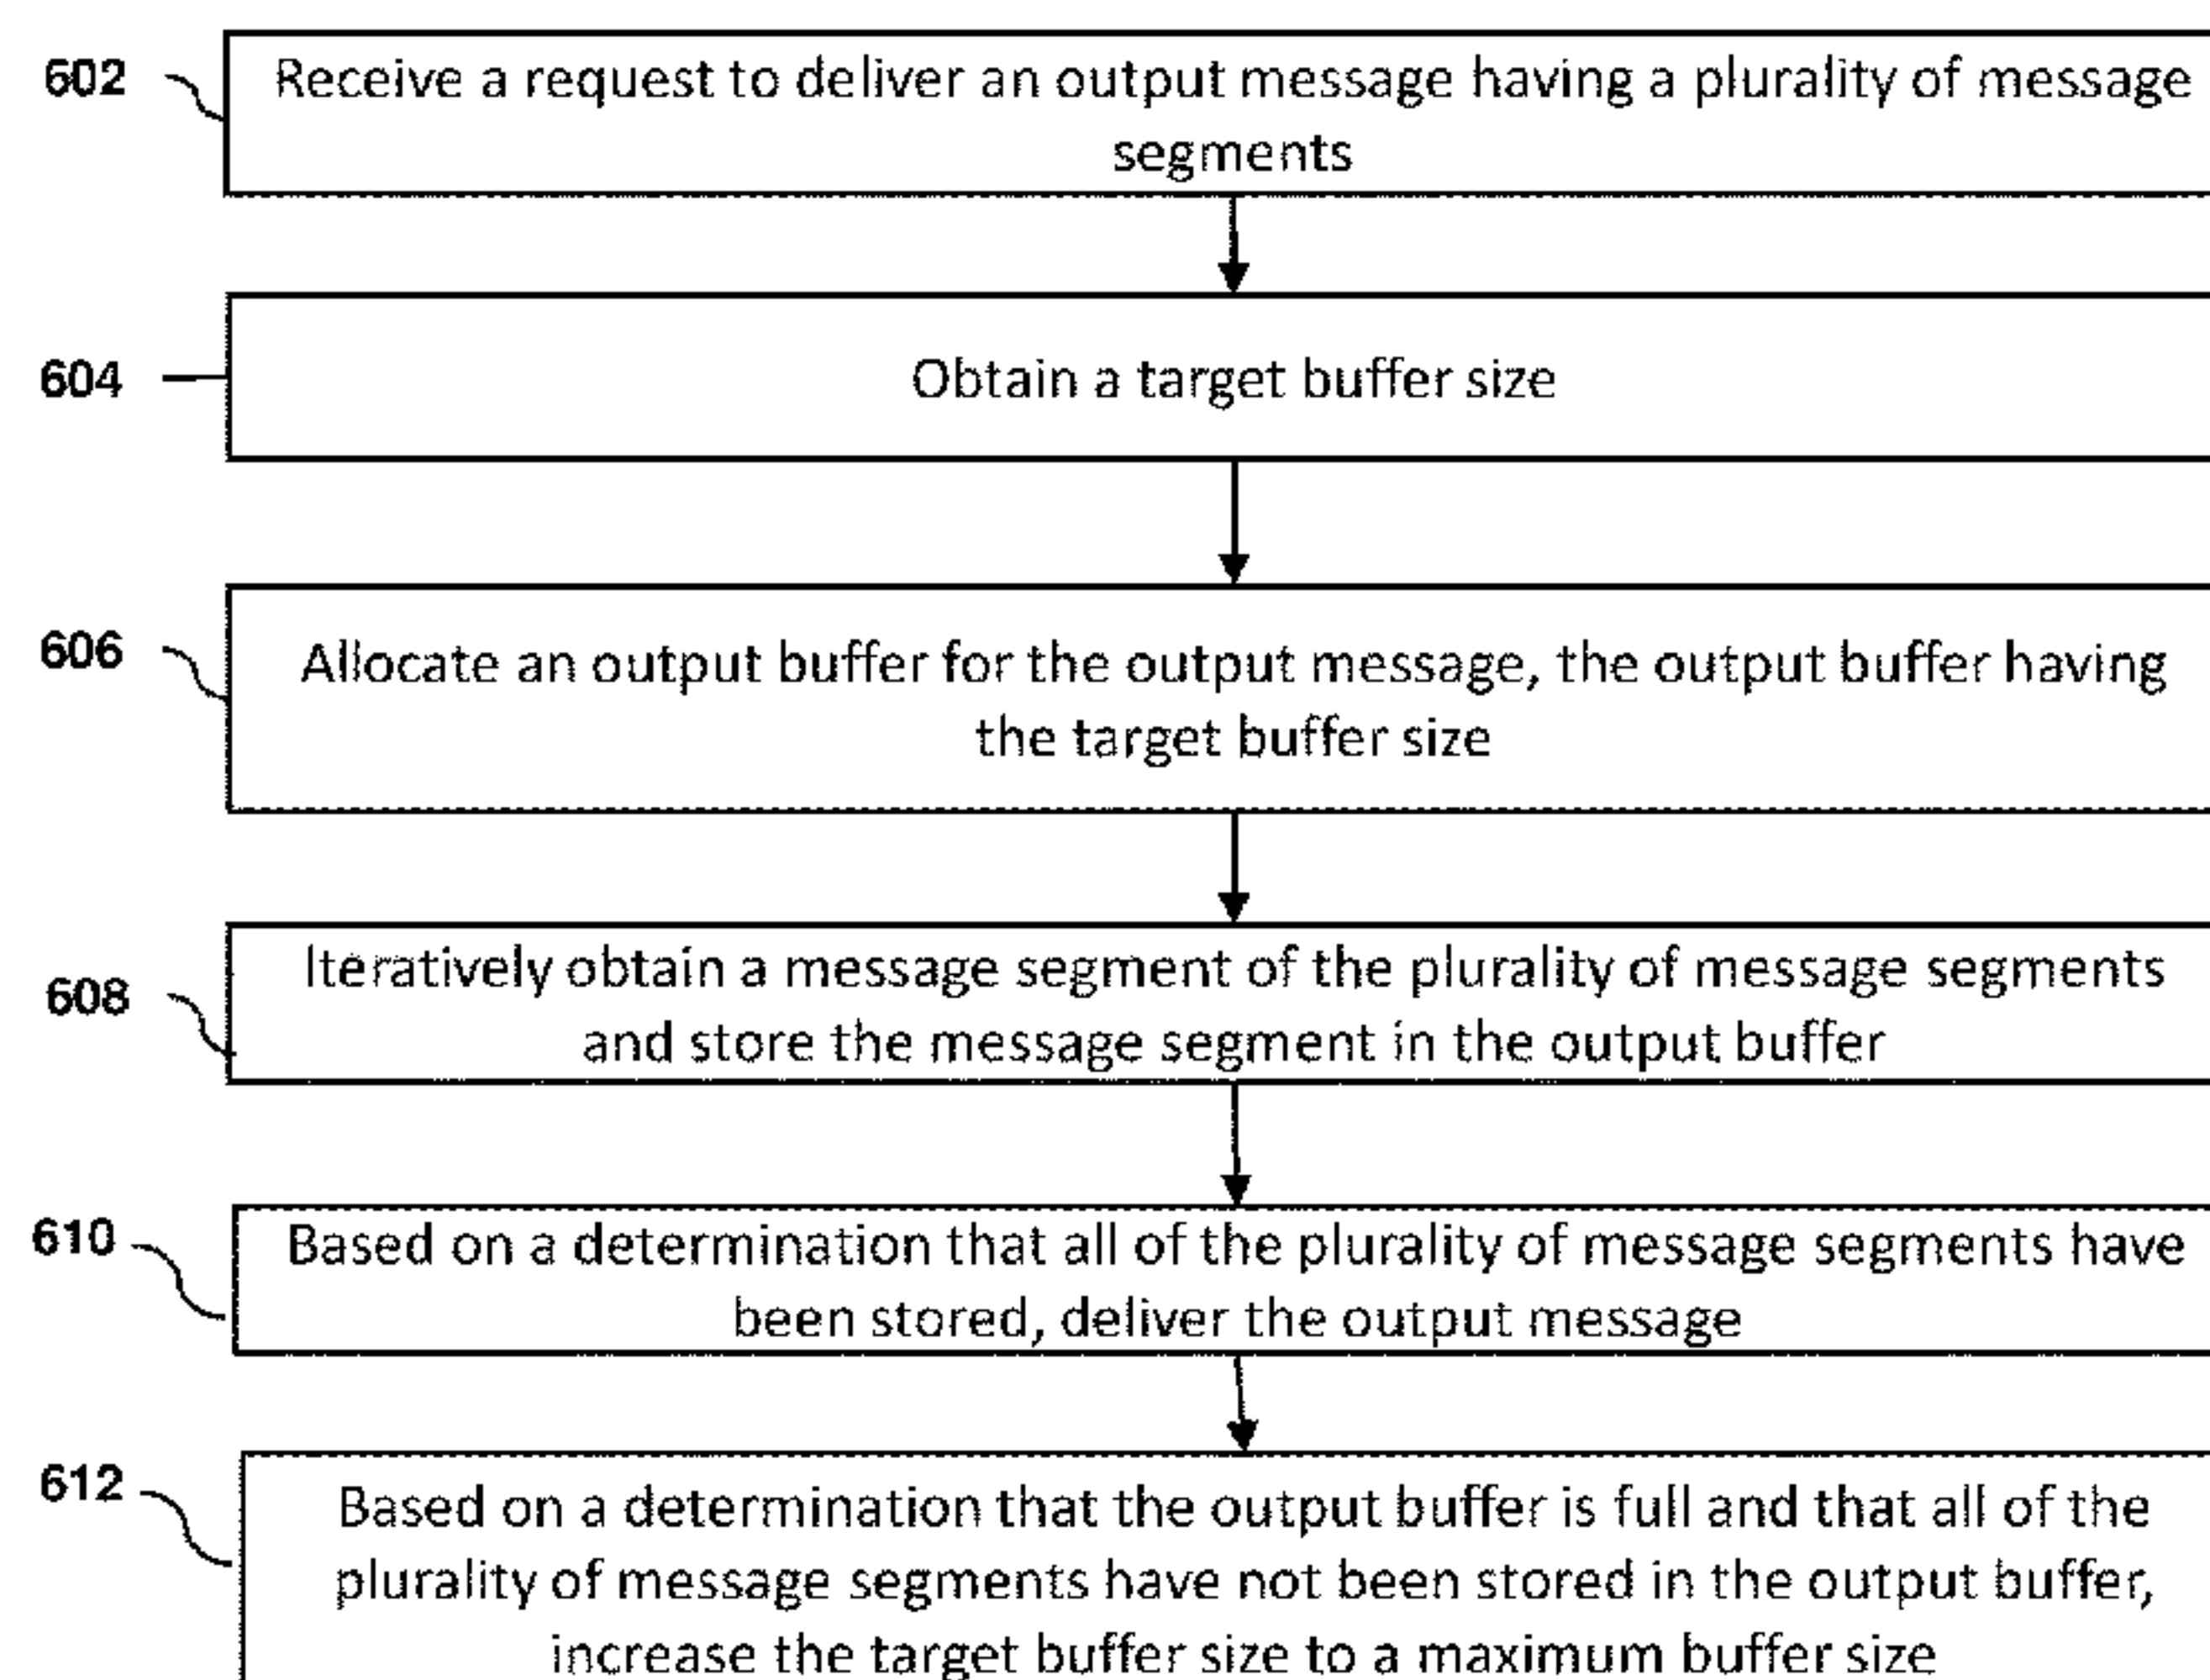 602
Receive a request to deliver an output message having a plurality of message
segments
604
Obtain a target buffer size
606
Allocate an output buffer for the output message, the output buffer having
the target buffer size
608
Iteratively obtain a message segment of the plurality of message segments
and store the message segment in the output buffer
610
Based on a determination that all of the plurality of message segments have
been stored, deliver the output message
612
Based on a determination that the output buffer is full and that all of the
plurality of message segments have not been stored in the output buffer,
increase the target buffer size to a maximum buffer size